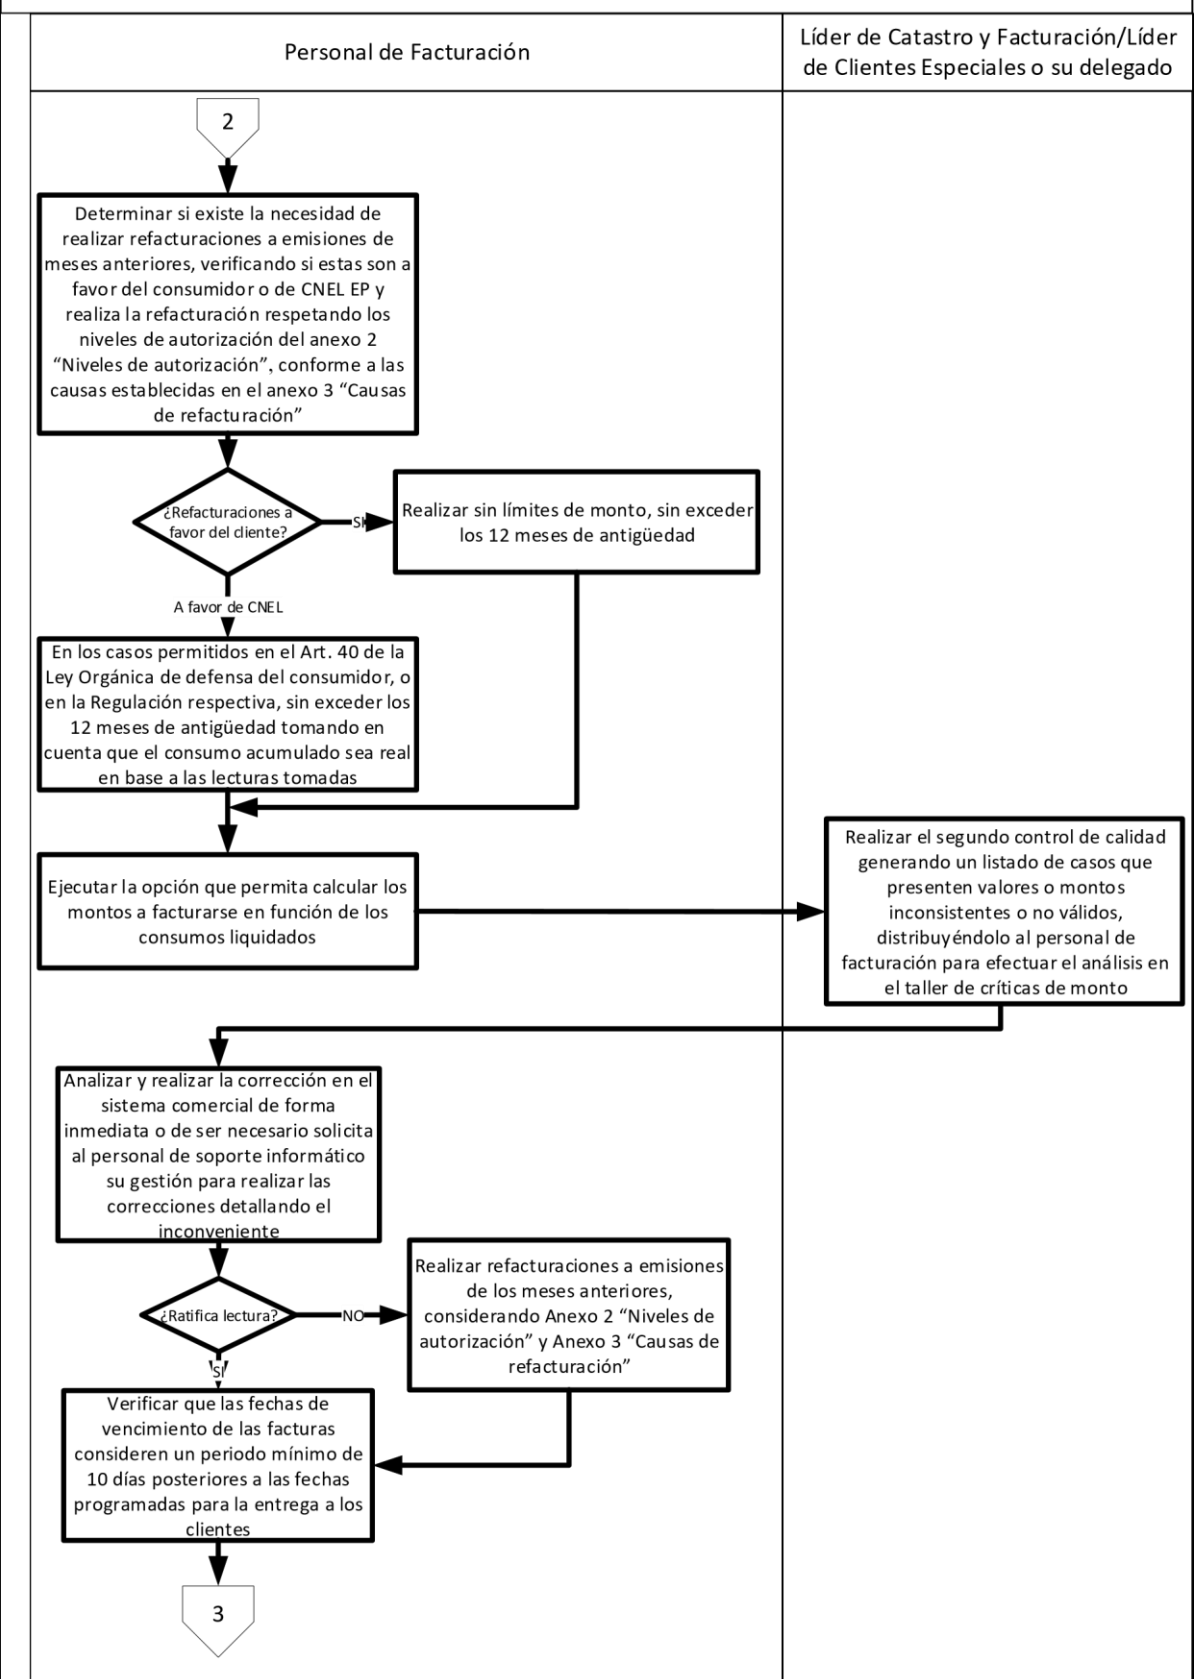 Personal de Facturación
Líder de Catastro y Facturación/Líder
de Clientes Especiales o su delegado
2
Determinar si existe la necesidad de
realizar refacturaciones a emisiones de
meses anteriores, verificando si estas son a
favor del consumidor o de CNEL EP y
realiza la refacturación respetando los
niveles de autorización del anexo 2
“Niveles de autorización”, conforme a las
causas establecidas en el anexo 3 “Causas
de refacturación”
¿Refacturaciones a
favor del cliente?
SI
Realizar sin límites de monto, sin exceder
los 12 meses de antigüedad
A favor de CNEL
En los casos permitidos en el Art. 40 de la
Ley Orgánica de defensa del consumidor, o
en la Regulación respectiva, sin exceder los
12 meses de antigüedad tomando en
cuenta que el consumo acumulado sea real
en base a las lecturas tomadas
Ejecutar la opción que permita calcular los
montos a facturarse en función de los
consumos liquidados
Realizar el segundo control de calidad
generando un listado de casos que
presenten valores o montos
inconsistentes o no válidos,
distribuyéndolo al personal de
facturación para efectuar el análisis en
el taller de críticas de monto
Analizar y realizar la corrección en el
sistema comercial de forma
inmediata o de ser necesario solicita
al personal de soporte informático
su gestión para realizar las
correcciones detallando el
inconveniente
¿Ratifica lectura?
NO
Realizar refacturaciones a emisiones
de los meses anteriores,
considerando Anexo 2 “Niveles de
autorización” y Anexo 3 “Causas de
refacturación”
SI
Verificar que las fechas de
vencimiento de las facturas
consideren un periodo mínimo de
10 días posteriores a las fechas
programadas para la entrega a los
clientes
3